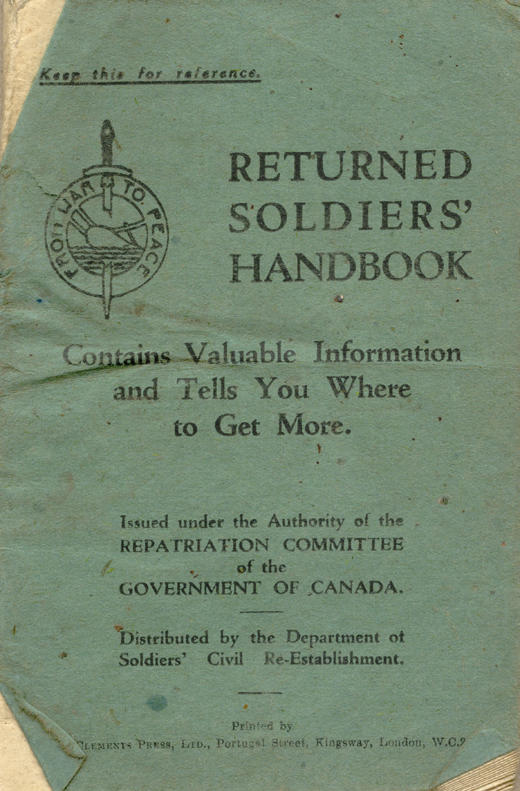 Keep this for reference.
FROM WAR TO PEACE
RETURNED
SOLDIERS'
HANDBOOK
Contains Valuable Information
and Tells You Where
to Get More.
Issued under the Authority of the
REPATRIATION COMMITTEE
of the
GOVERNMENT OF CANADA.
Distributed by the Department of
Soldiers' Civil Re-Establishment.
Printed by
CLEMENTS PRESS, LTD., Portugal Street, Kingsway, London, W.C.2